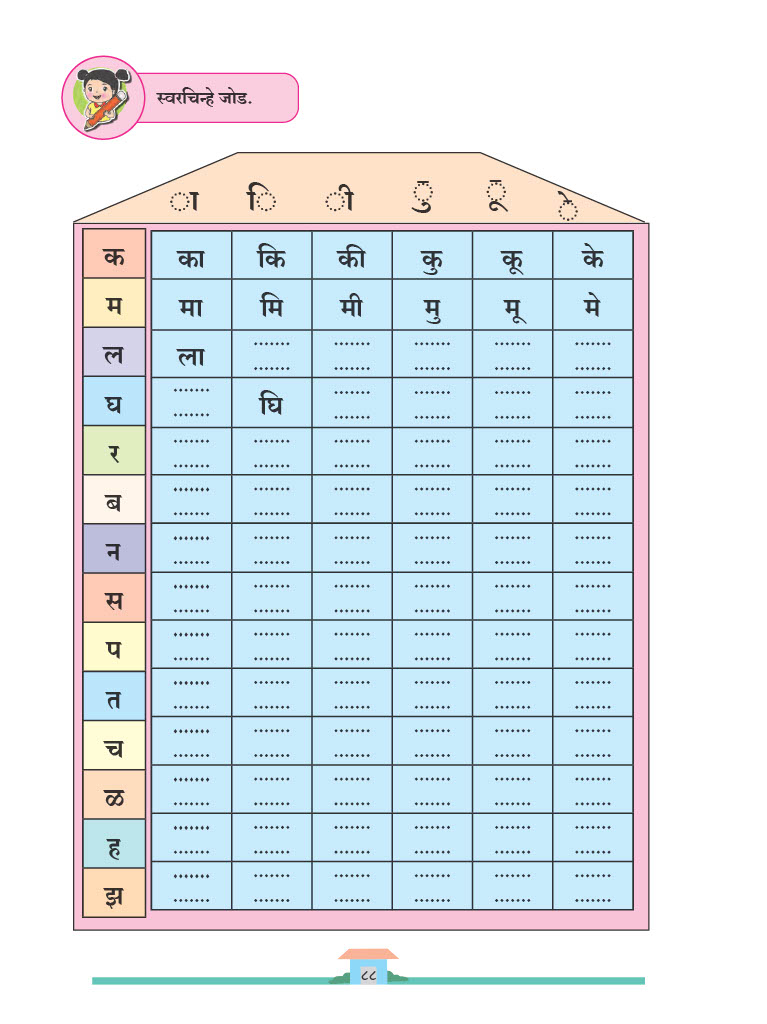 स्वरचिन्हे जोड.
ा ि ी ु ू े
क का कि की कु कू के
म मा मि मी मु मू मे
ल ला ....... ....... ....... ....... .......
घ ....... घि ....... ....... ....... .......
र ....... ....... ....... ....... ....... .......
ब ....... ....... ....... ....... ....... .......
न ....... ....... ....... ....... ....... .......
स ....... ....... ....... ....... ....... .......
प ....... ....... ....... ....... ....... .......
त ....... ....... ....... ....... ....... .......
च ....... ....... ....... ....... ....... .......
ळ ....... ....... ....... ....... ....... .......
ह ....... ....... ....... ....... ....... .......
झ ....... ....... ....... ....... ....... .......
८८